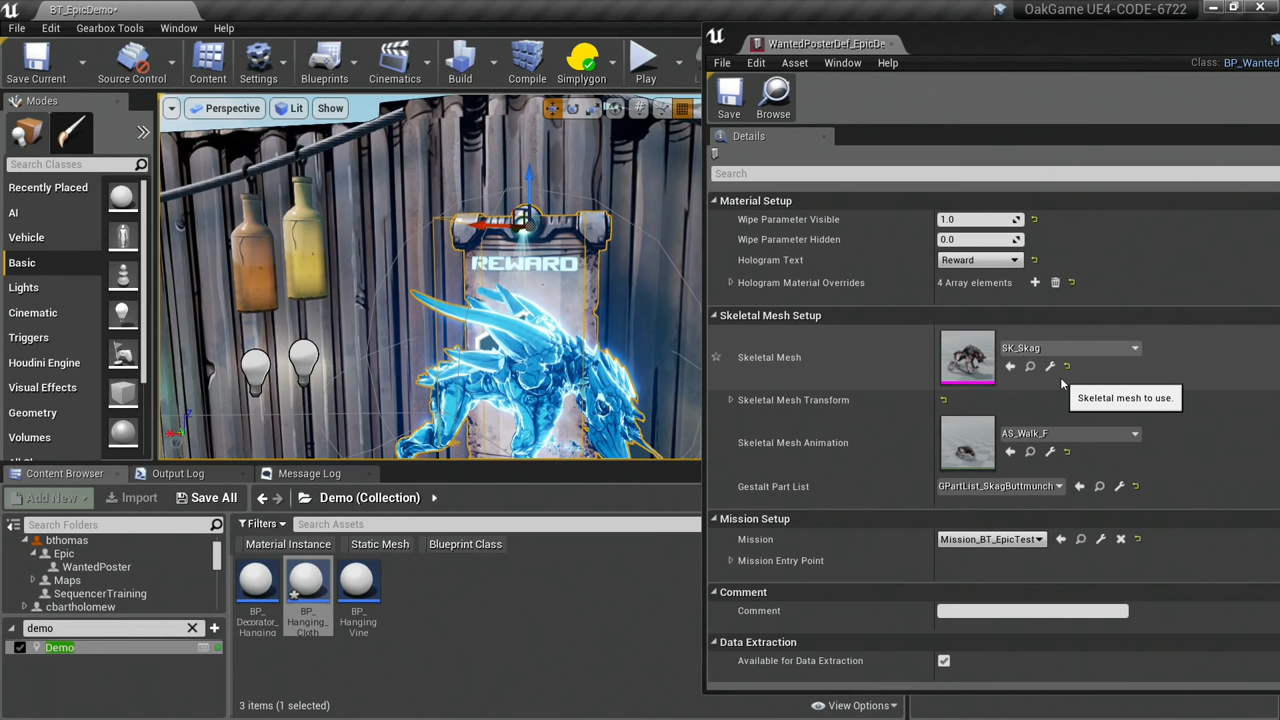 BT_EpicDemo*
OakGame UE4-CODE-6722
File Edit Gearbox Tools Window Help
Save Current
Source Control
Content
Settings
Blueprints
Cinematics
Build
Compile
Simplygon
Play
Modes
Search Classes
Recently Placed
AI
Vehicle
Basic
Lights
Cinematic
Triggers
Houdini Engine
Visual Effects
Geometry
Volumes
Perspective
Lit
Show
REWARD
Content Browser
Output Log
Message Log
Add New
Import
Save All
Demo (Collection)
Search Folders
bthomas
Epic
WantedPoster
Maps
SequencerTraining
cbartholomew
demo
Demo
Filters
Search Assets
Material Instance
Static Mesh
Blueprint Class
BP_
Decorator_
Hanging
BP_
Hanging_
Cloth
BP_
Hanging
Vine
3 items (1 selected)
View Options
WantedPosterDef_EpicDe
File Edit Asset Window Help
Class: BP_Wanted
Save
Browse
Details
Search
Material Setup
Wipe Parameter Visible 1.0
Wipe Parameter Hidden 0.0
Hologram Text Reward
Hologram Material Overrides 4 Array elements
Skeletal Mesh Setup
Skeletal Mesh SK_Skag
Skeletal mesh to use.
Skeletal Mesh Transform
Skeletal Mesh Animation AS_Walk_F
Gestalt Part List GPartList_SkagButtmunch
Mission Setup
Mission Mission_BT_EpicTest
Mission Entry Point
Comment
Comment
Data Extraction
Available for Data Extraction